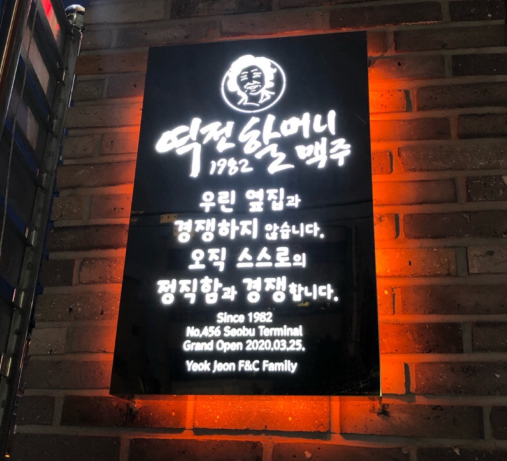 역전할머니
1982 맥주
우린 옆집과
경쟁하지 않습니다.
오직 스스로의
정직함과 경쟁합니다.
Since 1982
No,456 Seobu Terminal
Grand Open 2020.03.25.
Yeok Jeon F&C Family